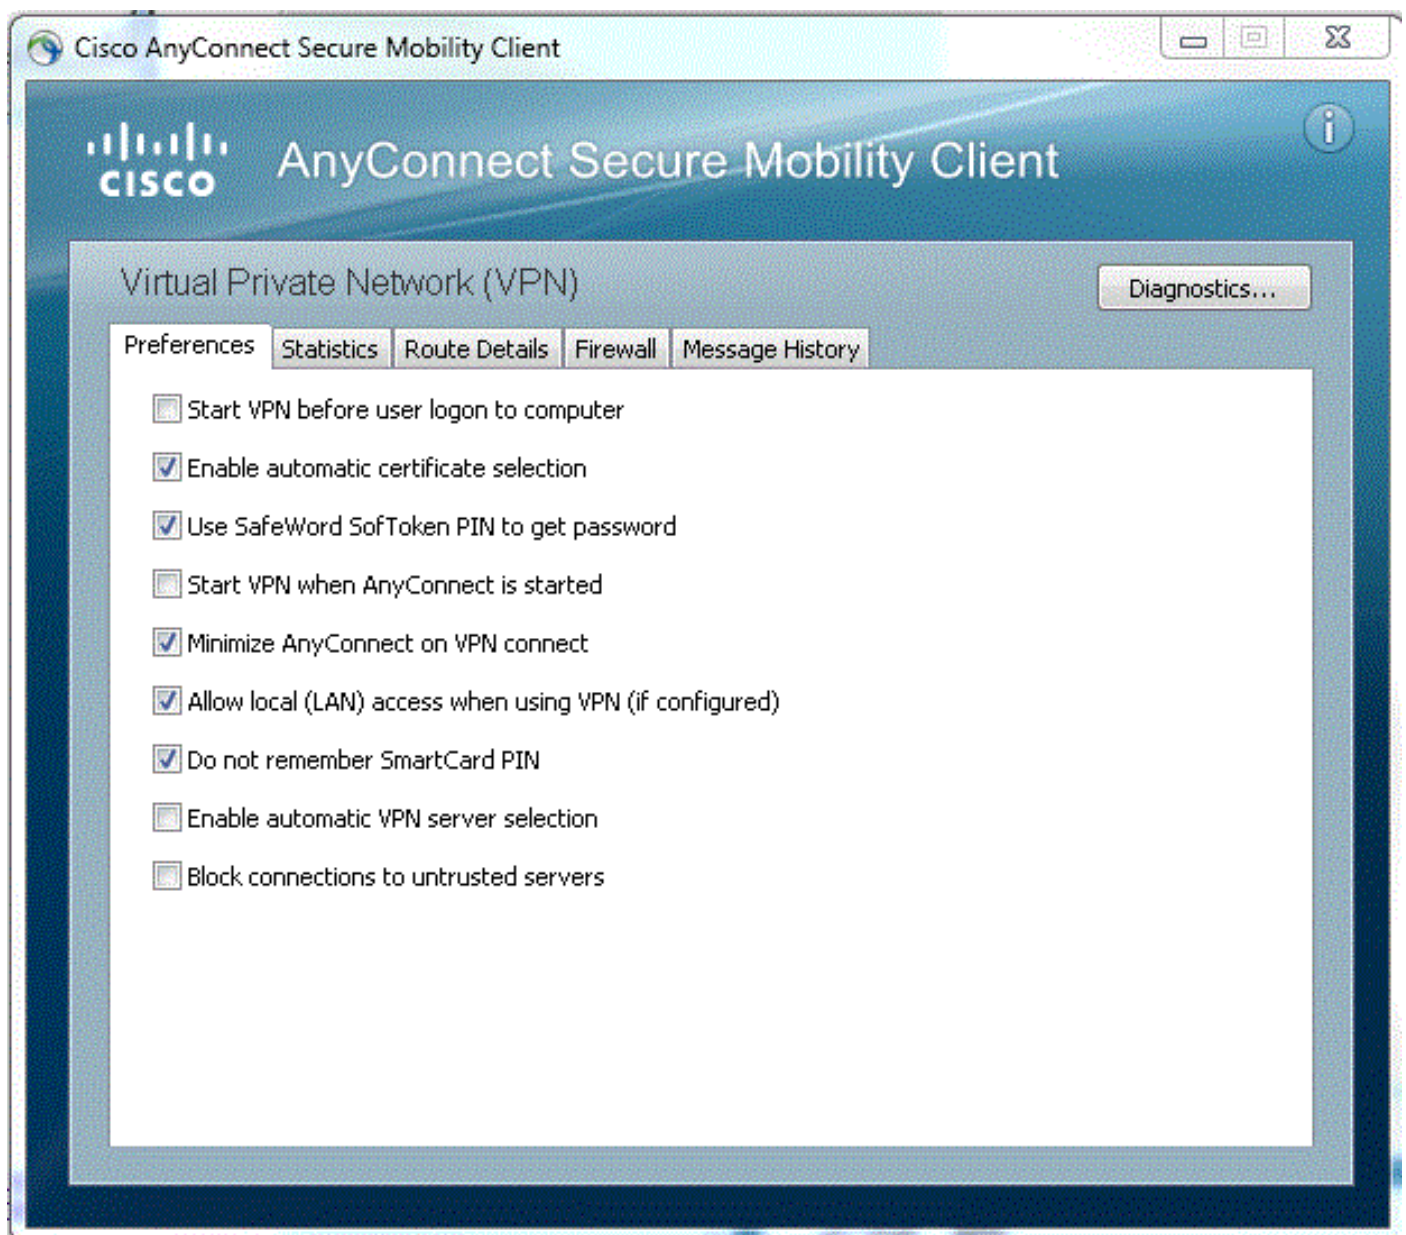 Cisco AnyConnect Secure Mobility Client
CISCO
AnyConnect Secure Mobility Client
i
Virtual Private Network (VPN)
Diagnostics...
Preferences
Statistics
Route Details
Firewall
Message History
Start VPN before user logon to computer
Enable automatic certificate selection
Use SafeWord SofToken PIN to get password
Start VPN when AnyConnect is started
Minimize AnyConnect on VPN connect
Allow local (LAN) access when using VPN (if configured)
Do not remember SmartCard PIN
Enable automatic VPN server selection
Block connections to untrusted servers